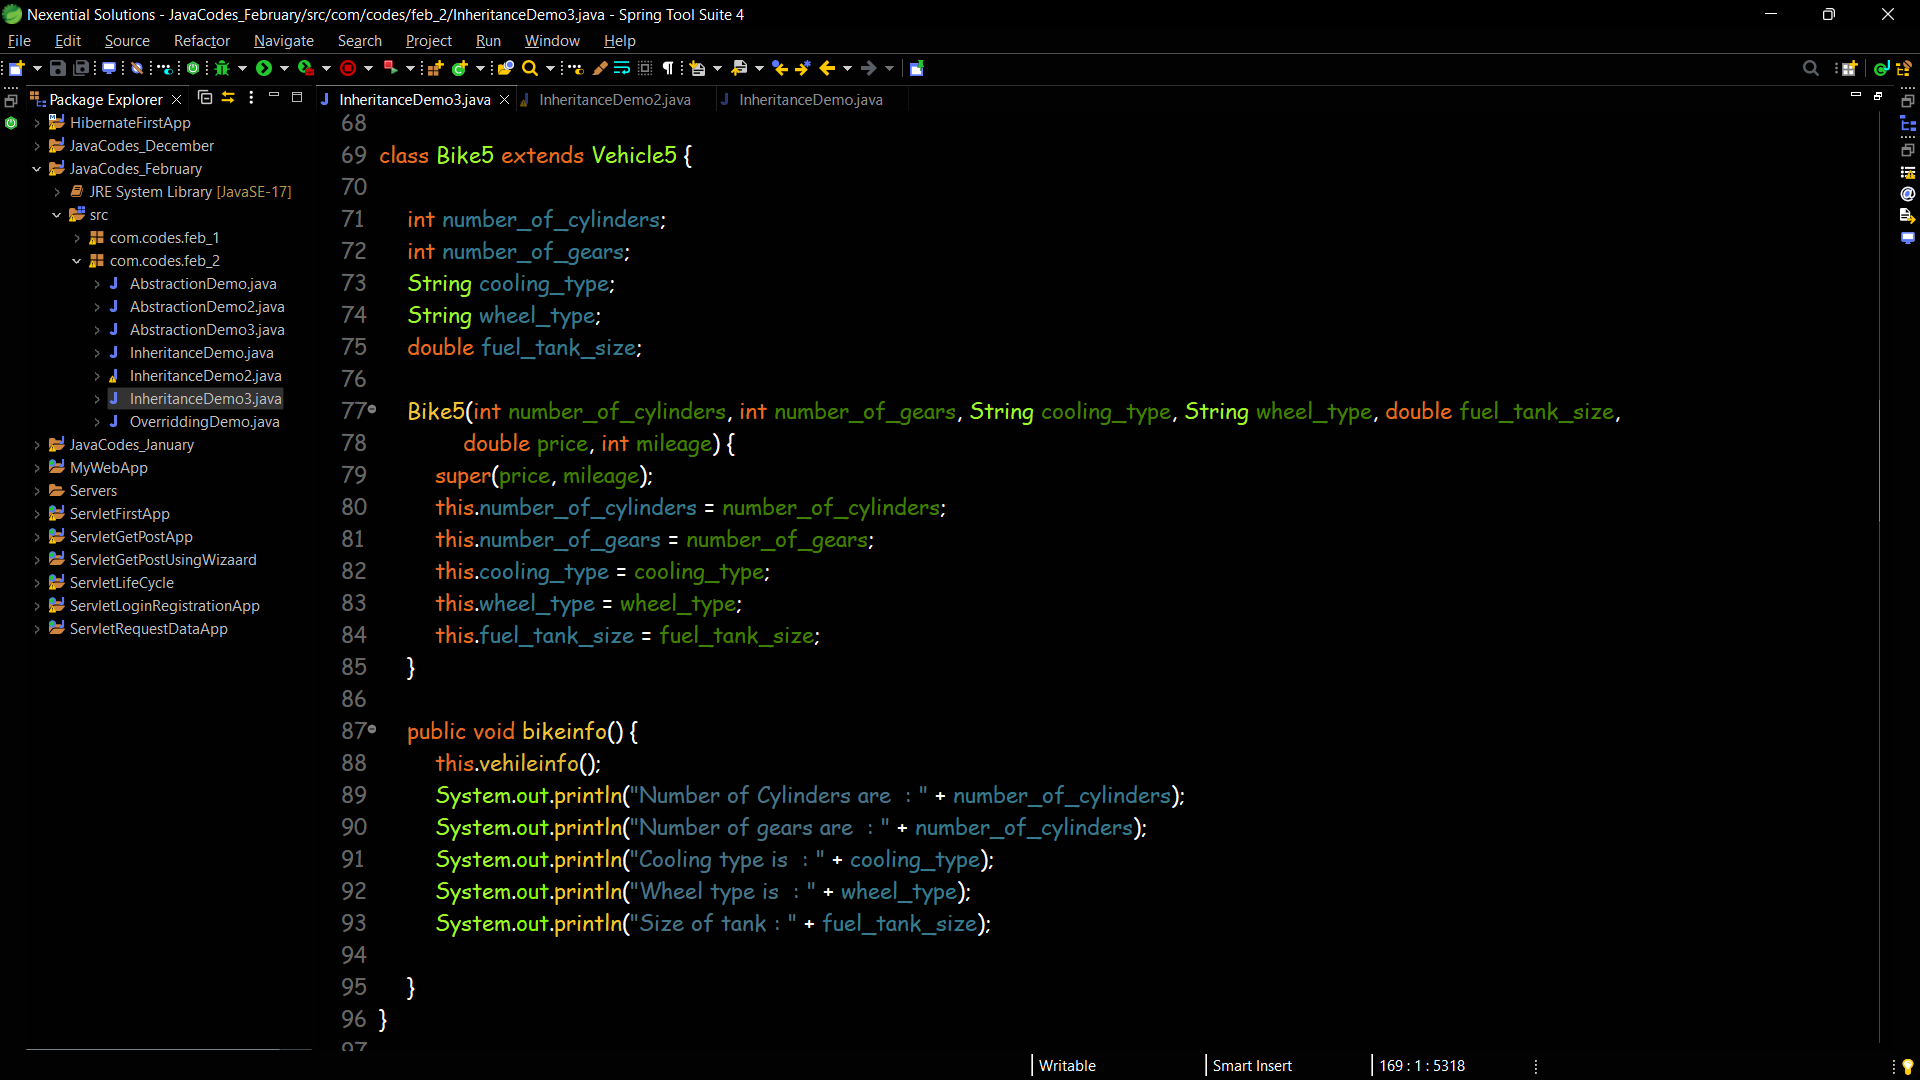 Nexential Solutions - JavaCodes_February/src/com/codes/feb_2/InheritanceDemo3.java - Spring Tool Suite 4
File Edit Source Refactor Navigate Search Project Run Window Help
Package Explorer
InheritanceDemo3.java InheritanceDemo2.java InheritanceDemo.java
HibernateFirstApp
JavaCodes_December
JavaCodes_February
JRE System Library [JavaSE-17]
src
com.codes.feb_1
com.codes.feb_2
AbstractionDemo.java
AbstractionDemo2.java
AbstractionDemo3.java
InheritanceDemo.java
InheritanceDemo2.java
InheritanceDemo3.java
OverriddingDemo.java
JavaCodes_January
MyWebApp
Servers
ServletFirstApp
ServletGetPostApp
ServletGetPostUsingWizaard
ServletLifeCycle
ServletLoginRegistrationApp
ServletRequestDataApp
68
69 class Bike5 extends Vehicle5 {
70
71 int number_of_cylinders;
72 int number_of_gears;
73 String cooling_type;
74 String wheel_type;
75 double fuel_tank_size;
76
77 Bike5(int number_of_cylinders, int number_of_gears, String cooling_type, String wheel_type, double fuel_tank_size,
78 double price, int mileage) {
79 super(price, mileage);
80 this.number_of_cylinders = number_of_cylinders;
81 this.number_of_gears = number_of_gears;
82 this.cooling_type = cooling_type;
83 this.wheel_type = wheel_type;
84 this.fuel_tank_size = fuel_tank_size;
85 }
86
87 public void bikeinfo() {
88 this.vehileinfo();
89 System.out.println("Number of Cylinders are  : " + number_of_cylinders);
90 System.out.println("Number of gears are  : " + number_of_cylinders);
91 System.out.println("Cooling type is  : " + cooling_type);
92 System.out.println("Wheel type is  : " + wheel_type);
93 System.out.println("Size of tank : " + fuel_tank_size);
94
95 }
96 }
97
Writable Smart Insert 169 : 1 : 5318